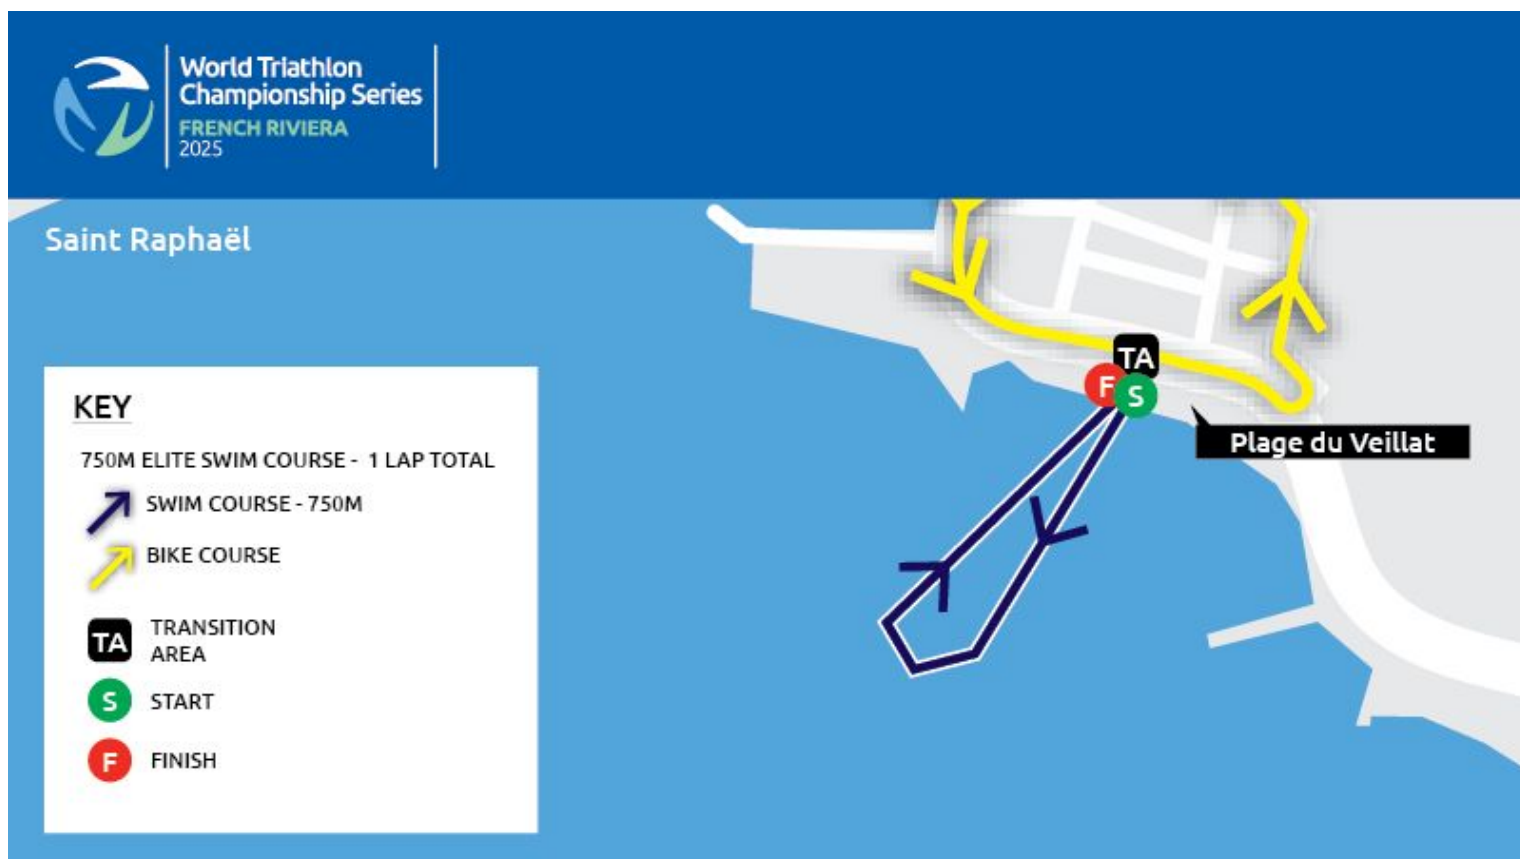 World Triathlon
Championship Series
FRENCH RIVIERA
2025
Saint Raphaël
TA
F
S
Plage du Veillat
KEY
750M ELITE SWIM COURSE - 1 LAP TOTAL
SWIM COURSE - 750M
BIKE COURSE
TA
TRANSITION
AREA
S
START
F
FINISH